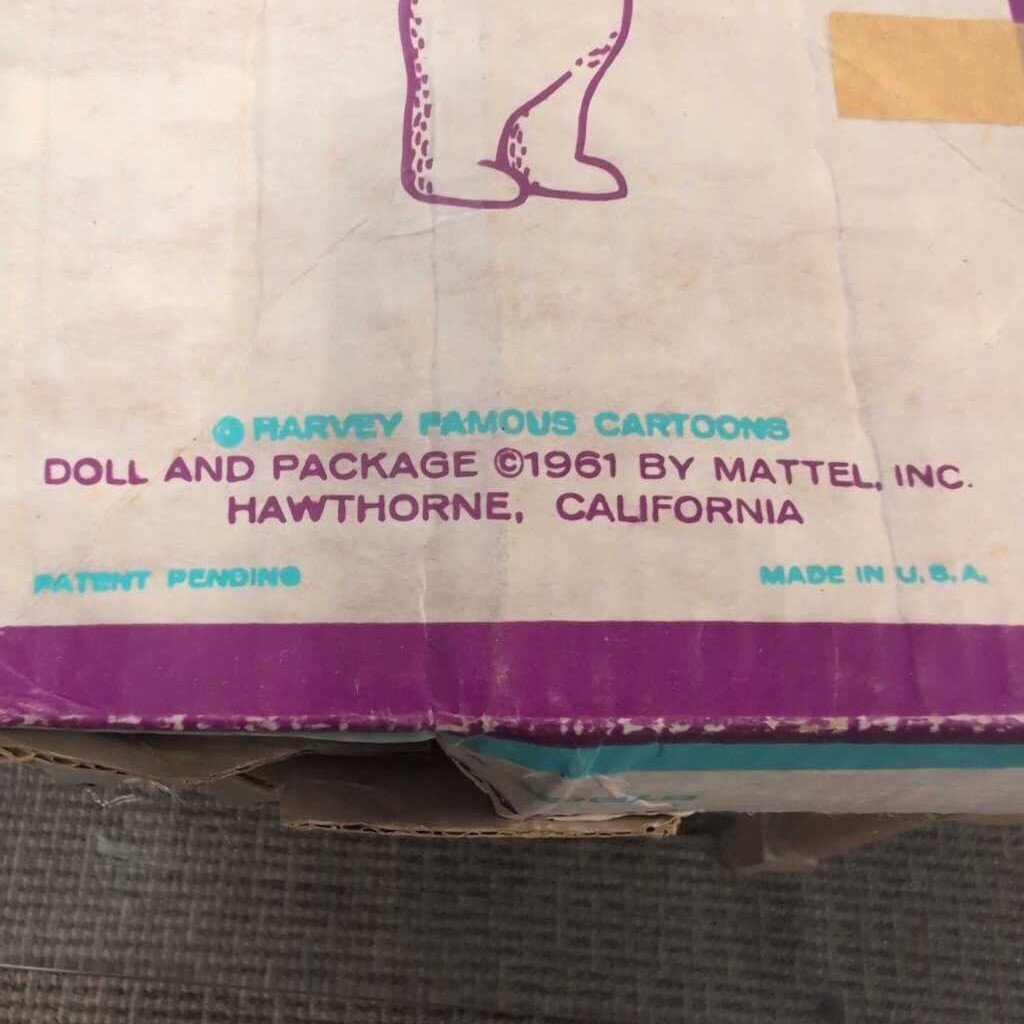 © HARVEY FAMOUS CARTOONS
DOLL AND PACKAGE ©1961 BY MATTEL, INC.
HAWTHORNE, CALIFORNIA
PATENT PENDING MADE IN U.S.A.